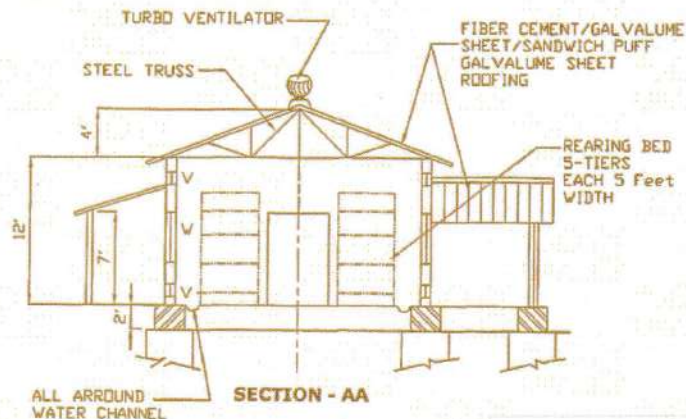 TURBO VENTILATOR
FIBER CEMENT/GALVALUME
SHEET/SANDWICH PUFF
GALVALUME SHEET
ROOFING
STEEL TRUSS
4'
REARING BED
5-TIERS
EACH 5 Feet
WIDTH
V
12'
W
7'
V
2'
ALL ARROUND
WATER CHANNEL
SECTION - AA